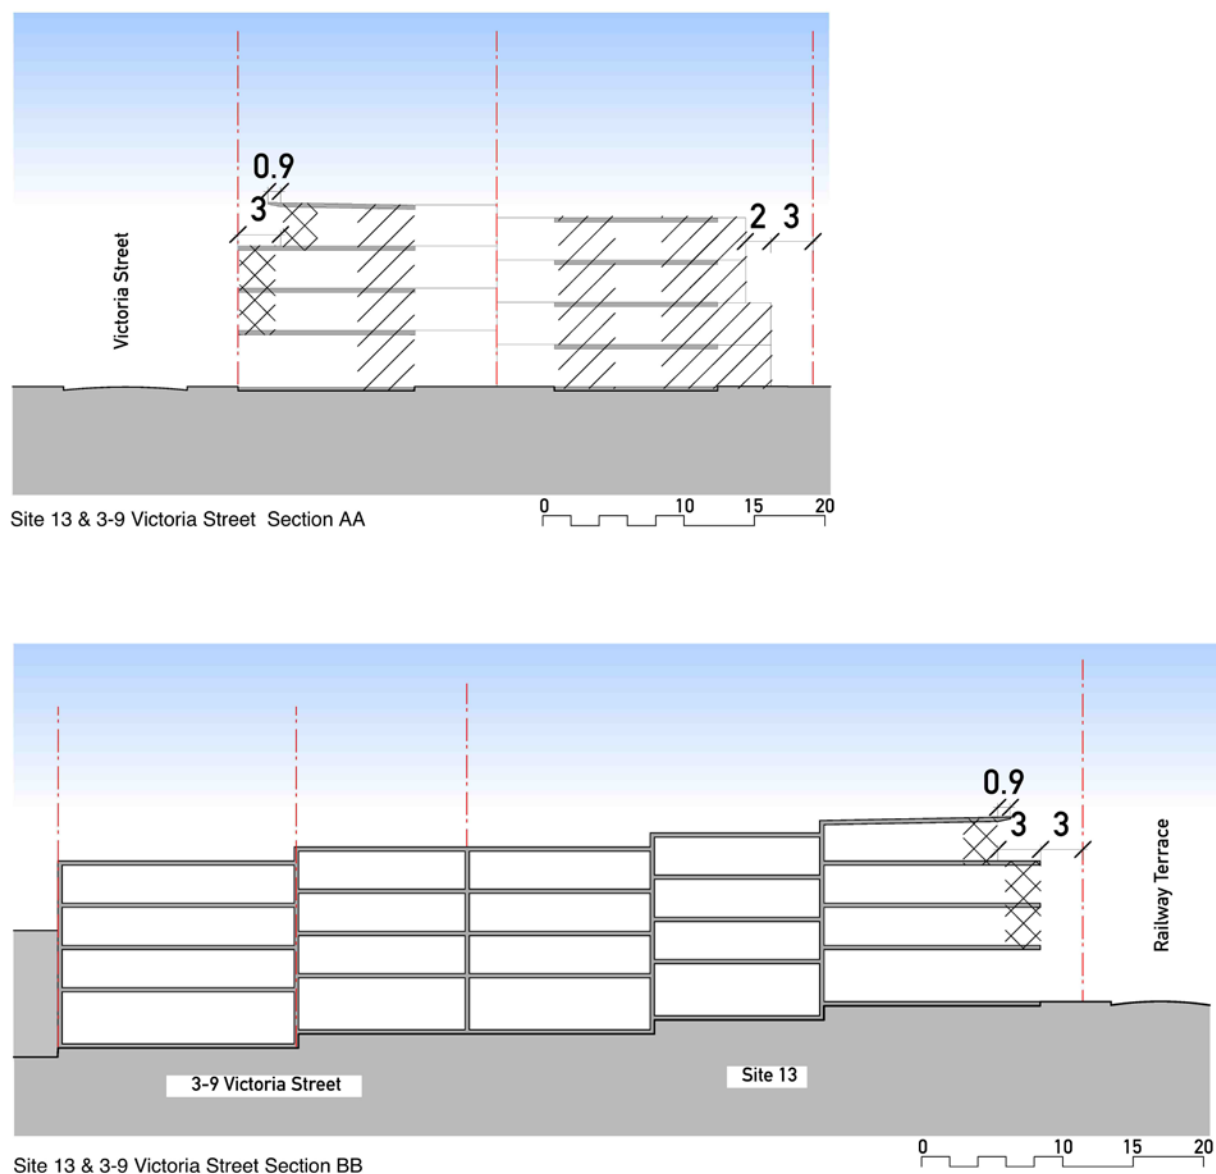 0.9
3
2 3
Victoria Street
Site 13 & 3-9 Victoria Street Section AA
0 10 15 20
0.9
3 3
Railway Terrace
3-9 Victoria Street
Site 13
Site 13 & 3-9 Victoria Street Section BB
0 10 15 20